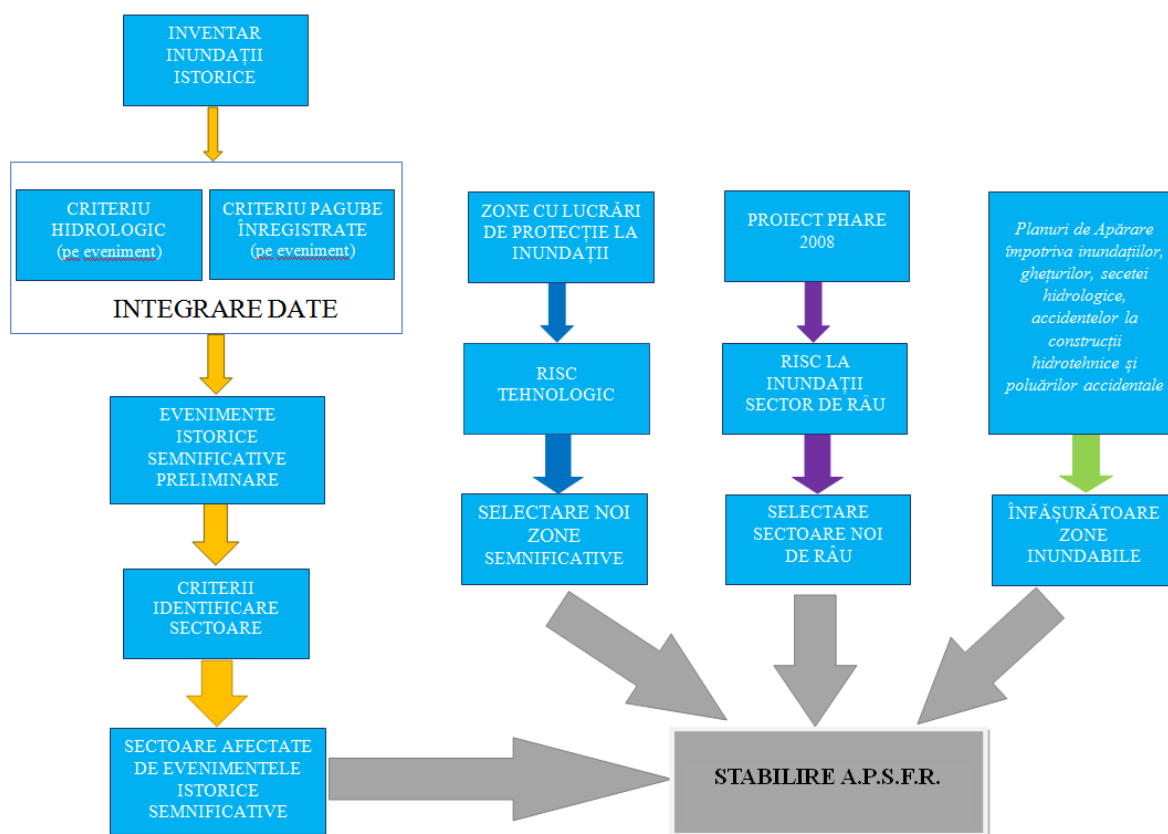 INVENTAR
INUNDAȚII
ISTORICE
CRITERIU
HIDROLOGIC
(pe eveniment)
CRITERIU PAGUBE
ÎNREGISTRATE
(pe eveniment)
INTEGRARE DATE
EVENIMENTE
ISTORICE
SEMNIFICATIVE
PRELIMINARE
CRITERII
IDENTIFICARE
SECTOARE
SECTOARE AFECTATE
DE EVENIMENTELE
ISTORICE
SEMNIFICATIVE
ZONE CU LUCRĂRI
DE PROTECȚIE LA
INUNDAȚII
RISC
TEHNOLOGIC
SELECTARE NOI
ZONE
SEMNIFICATIVE
PROIECT PHARE
2008
RISC LA
INUNDAȚII
SECTOR DE RÂU
SELECTARE
SECTOARE NOI
DE RÂU
Planuri de Apărare
împotriva inundațiilor,
ghețurilor, secetei
hidrologice,
accidentelor la
construcții
hidrotehnice și
poluărilor accidentale
ÎNFĂȘURĂTOARE
ZONE
INUNDABILE
STABILIRE A.P.S.F.R.